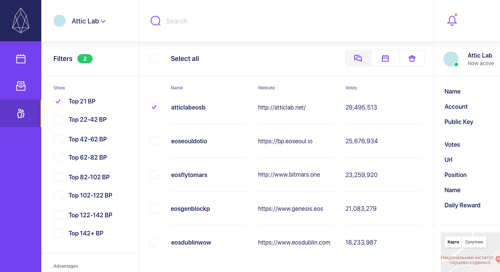 Attic Lab
Search
Filters
2
Select all
Attic Lab
Now active
Show
Name
Website
Votes
Top 21 BP
Top 22-42 BP
Top 42-62 BP
Top 62-82 BP
Top 82-102 BP
Top 102-122 BP
Top 122-142 BP
Top 142+ BP
Advantages
atticlabeosb
http://atticlab.net/
29,495,513
eoseouldotio
https://bp.eoseoul.io
25,676,934
eosflytomars
http://www.bitmars.one
23,259,920
eosgenblockp
https://www.genesis.eos
21,083,279
eosdublinwow
https://www.eosdublin.com
18,233,987
Name
Account
Public Key
Votes
Url
Position
Name
Daily Reward
Карта
Супутник
Національний інститут
серцево-судинної